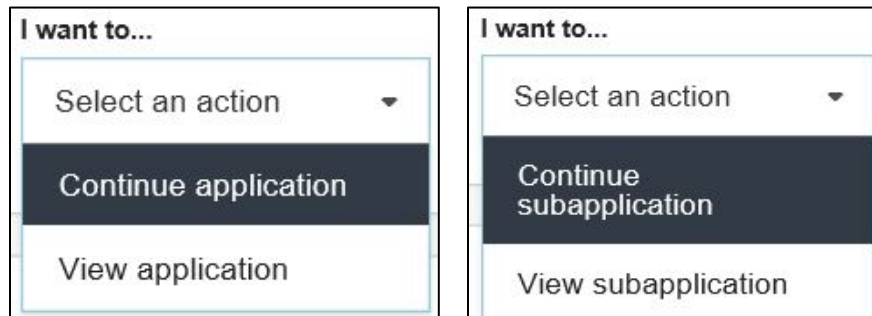 I want to...
Select an action
Continue application
View application
I want to...
Select an action
Continue
subapplication
View subapplication